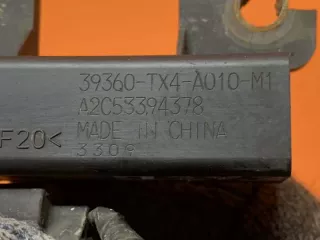 39360-TX4-A010-M1
A2C53394378
MADE IN CHINA
F20<